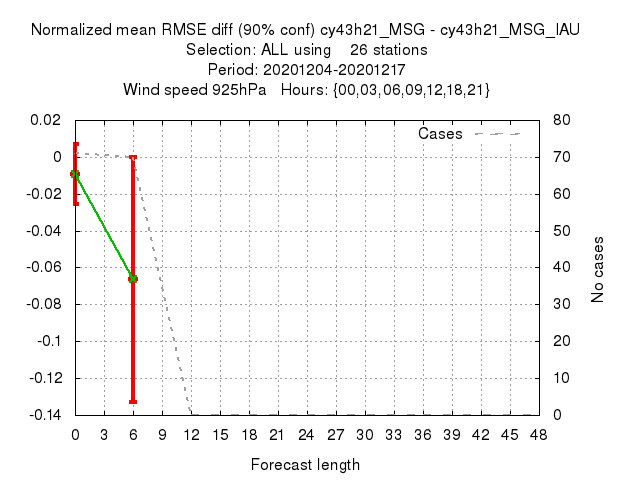 Normalized mean RMSE diff (90% conf) cy43h21_MSG - cy43h21_MSG_IAU
Selection: ALL using    26 stations
Period: 20201204-20201217
Wind speed 925hPa   Hours: {00,03,06,09,12,18,21}
Cases
0.02
0
-0.02
-0.04
-0.06
-0.08
-0.1
-0.12
-0.14
80
70
60
50
40
30
20
10
0
No cases
0 3 6 9 12 15 18 21 24 27 30 33 36 39 42 45 48
Forecast length